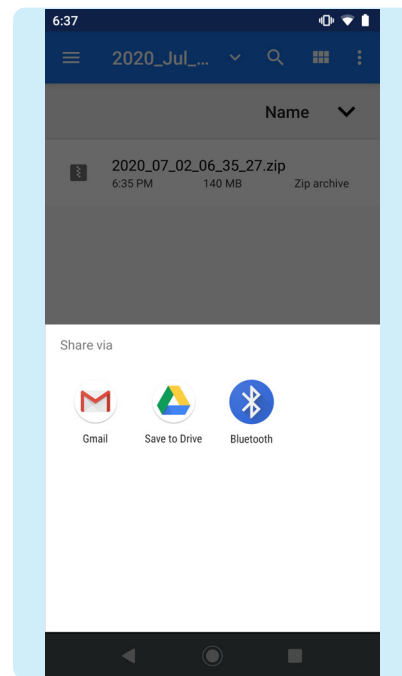 6:37
2020_Jul_...
Name
2020_07_02_06_35_27.zip
6:35 PM 140 MB Zip archive
Share via
Gmail Save to Drive Bluetooth